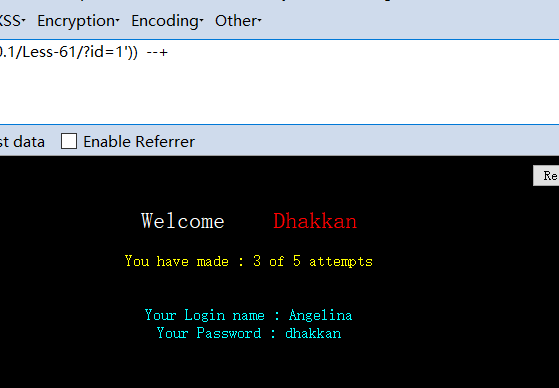 XSS Encryption Encoding Other
0.1/Less-61/?id=1')) --+
st data Enable Referrer
Re
Welcome Dhakkan
You have made : 3 of 5 attempts
Your Login name : Angelina
Your Password : dhakkan